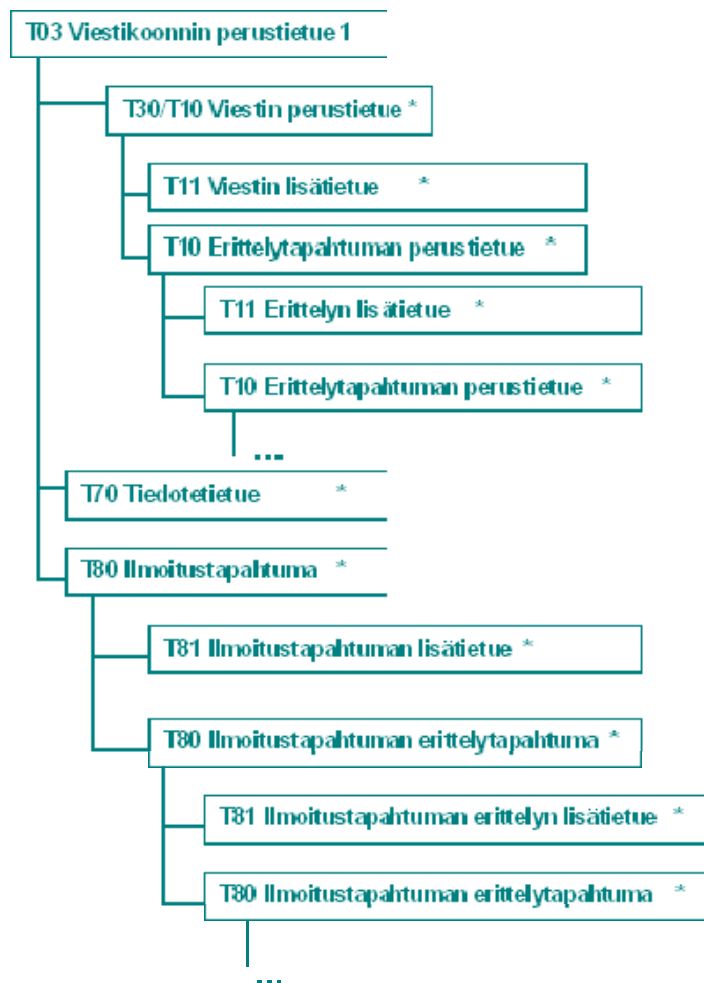 T03 Viestikoonnin perustietue 1
T30/T10 Viestin perustietue *
T11 Viestin lisätietue *
T10 Erittelytapahtuman perustietue *
T11 Erittelyn lisätietue *
T10 Erittelytapahtuman perustietue *
...
T70 Tiedotetietue *
T80 Ilmoitustapahtuma *
T81 Ilmoitustapahtuman lisätietue *
T80 Ilmoitustapahtuman erittelytapahtuma *
T81 Ilmoitustapahtuman erittelyn lisätietue *
T80 Ilmoitustapahtuman erittelytapahtuma *
...